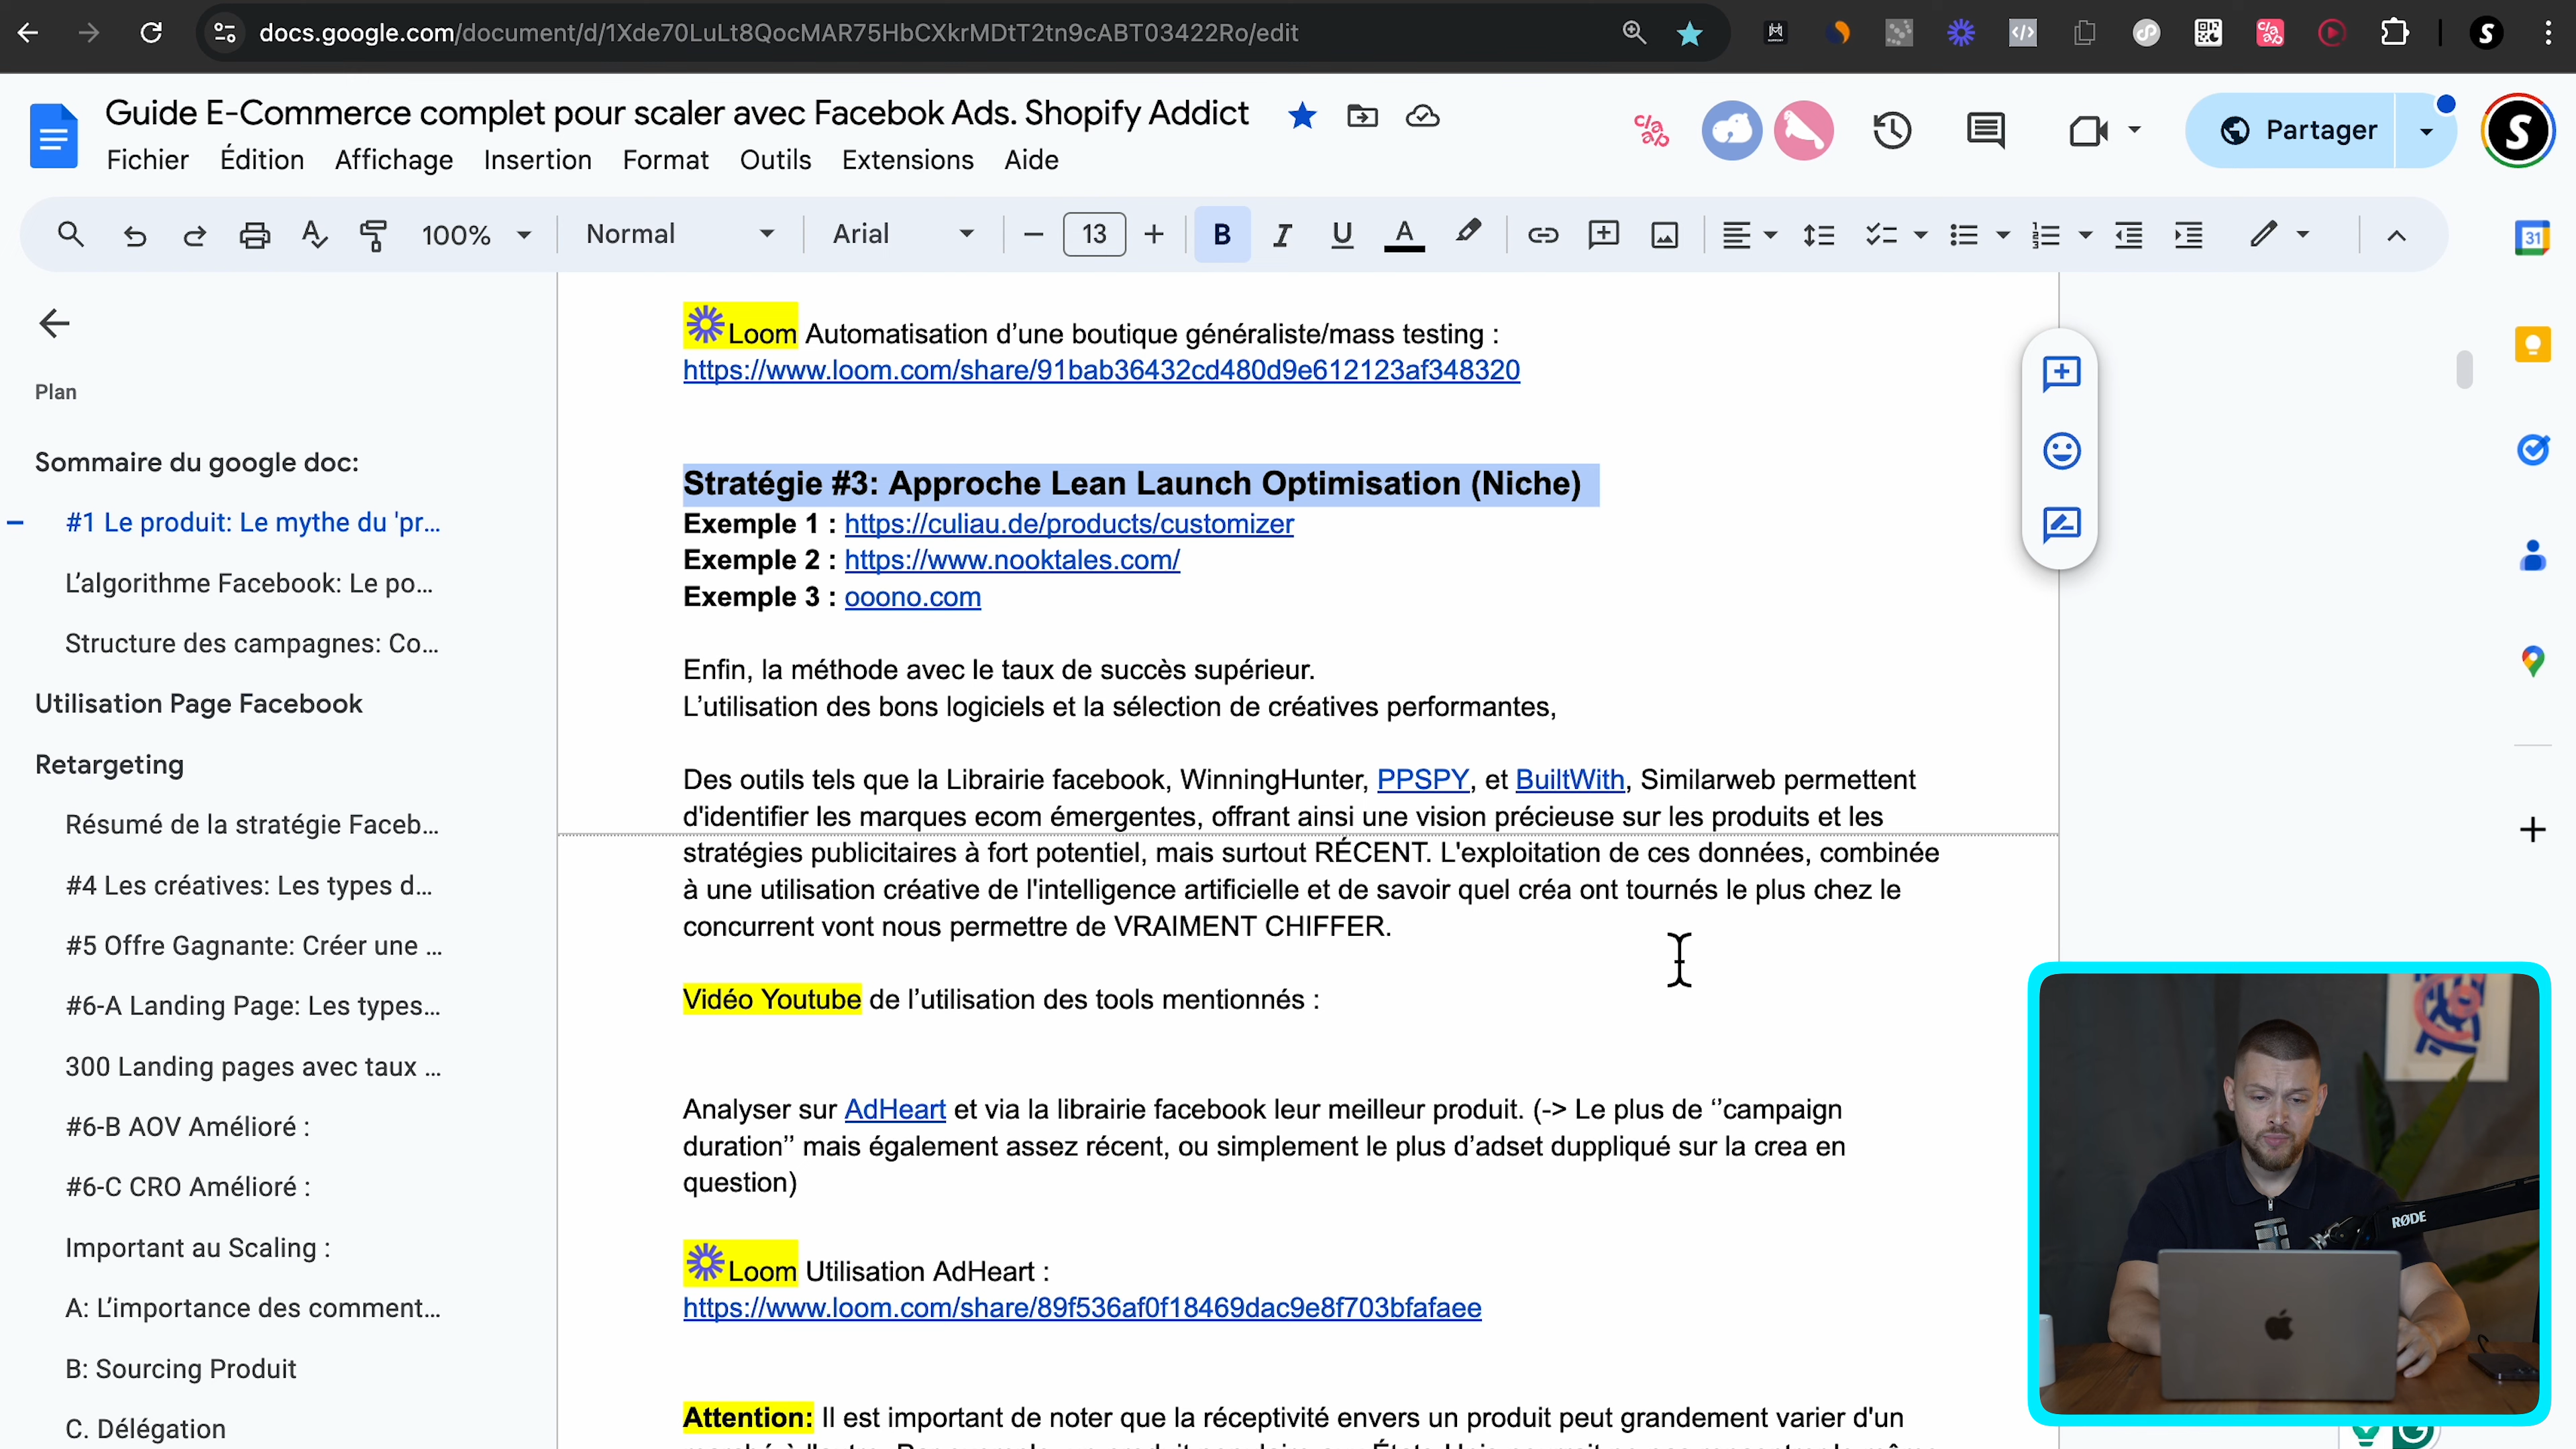 docs.google.com/document/d/1Xde70LuLt8QocMAR75HbCXkrMDtT2tn9cABT03422Ro/edit
Guide E-Commerce complet pour scaler avec Facebok Ads. Shopify Addict
Fichier Édition Affichage Insertion Format Outils Extensions Aide
Partager
100% Normal Arial 13
Plan
Sommaire du google doc:
#1 Le produit: Le mythe du 'pr...
L'algorithme Facebook: Le po...
Structure des campagnes: Co...
Utilisation Page Facebook
Retargeting
Résumé de la stratégie Faceb...
#4 Les créatives: Les types d...
#5 Offre Gagnante: Créer une ...
#6-A Landing Page: Les types...
300 Landing pages avec taux ...
#6-B AOV Amélioré :
#6-C CRO Amélioré :
Important au Scaling :
A: L'importance des comment...
B: Sourcing Produit
C. Délégation
Loom Automatisation d'une boutique généraliste/mass testing :
https://www.loom.com/share/91bab36432cd480d9e612123af348320
Stratégie #3: Approche Lean Launch Optimisation (Niche)
Exemple 1 : https://culiau.de/products/customizer
Exemple 2 : https://www.nooktales.com/
Exemple 3 : ooono.com
Enfin, la méthode avec le taux de succès supérieur.
L'utilisation des bons logiciels et la sélection de créatives performantes,
Des outils tels que la Librairie facebook, WinningHunter, PPSPY, et BuiltWith, Similarweb permettent
d'identifier les marques ecom émergentes, offrant ainsi une vision précieuse sur les produits et les
stratégies publicitaires à fort potentiel, mais surtout RÉCENT. L'exploitation de ces données, combinée
à une utilisation créative de l'intelligence artificielle et de savoir quel créa ont tournés le plus chez le
concurrent vont nous permettre de VRAIMENT CHIFFER.
Vidéo Youtube de l'utilisation des tools mentionnés :
Analyser sur AdHeart et via la librairie facebook leur meilleur produit. (-> Le plus de ‘'campaign
duration’' mais également assez récent, ou simplement le plus d'adset duppliqué sur la crea en
question)
Loom Utilisation AdHeart :
https://www.loom.com/share/89f536af0f18469dac9e8f703bfafaee
Attention: Il est important de noter que la réceptivité envers un produit peut grandement varier d'un
31
RØDE